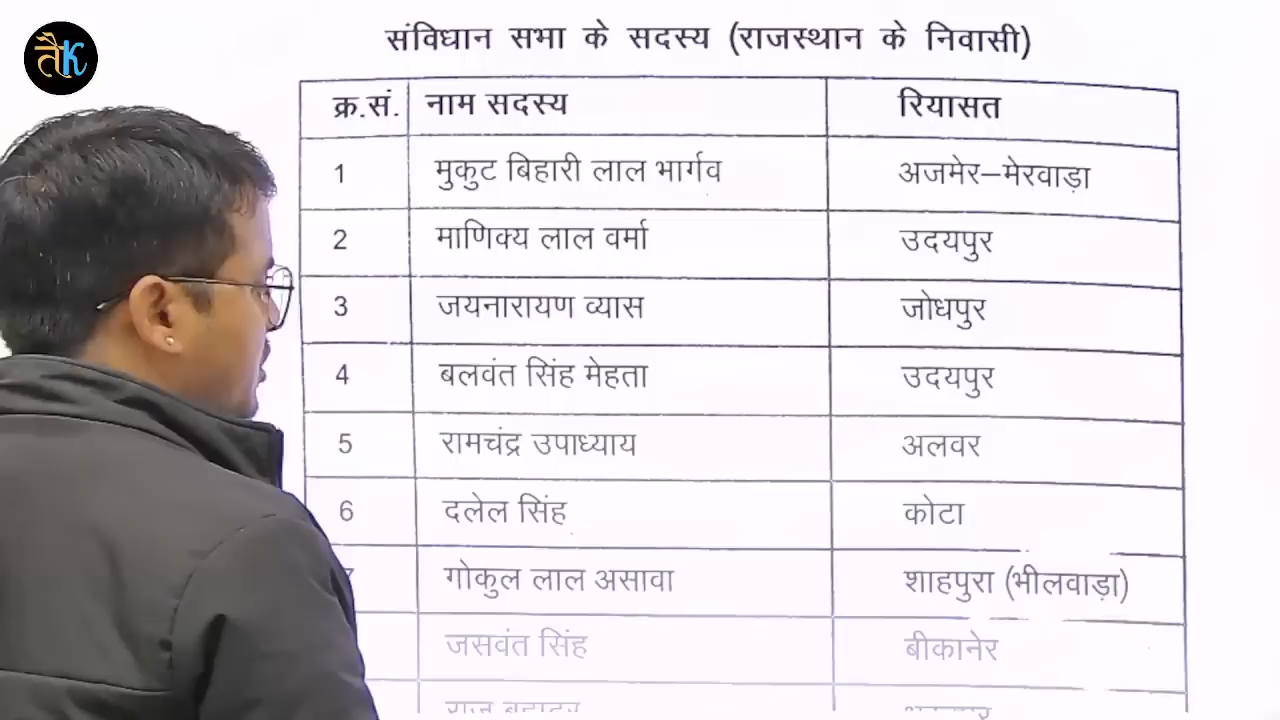 तैK
संविधान सभा के सदस्य (राजस्थान के निवासी)
क्र.सं. नाम सदस्य रियासत
1 मुकुट बिहारी लाल भार्गव अजमेर–मेरवाड़ा
2 माणिक्य लाल वर्मा उदयपुर
3 जयनारायण व्यास जोधपुर
4 बलवंत सिंह मेहता उदयपुर
5 रामचंद्र उपाध्याय अलवर
6 दलेल सिंह कोटा
गोकुल लाल असावा शाहपुरा (भीलवाड़ा)
जसवंत सिंह बीकानेर